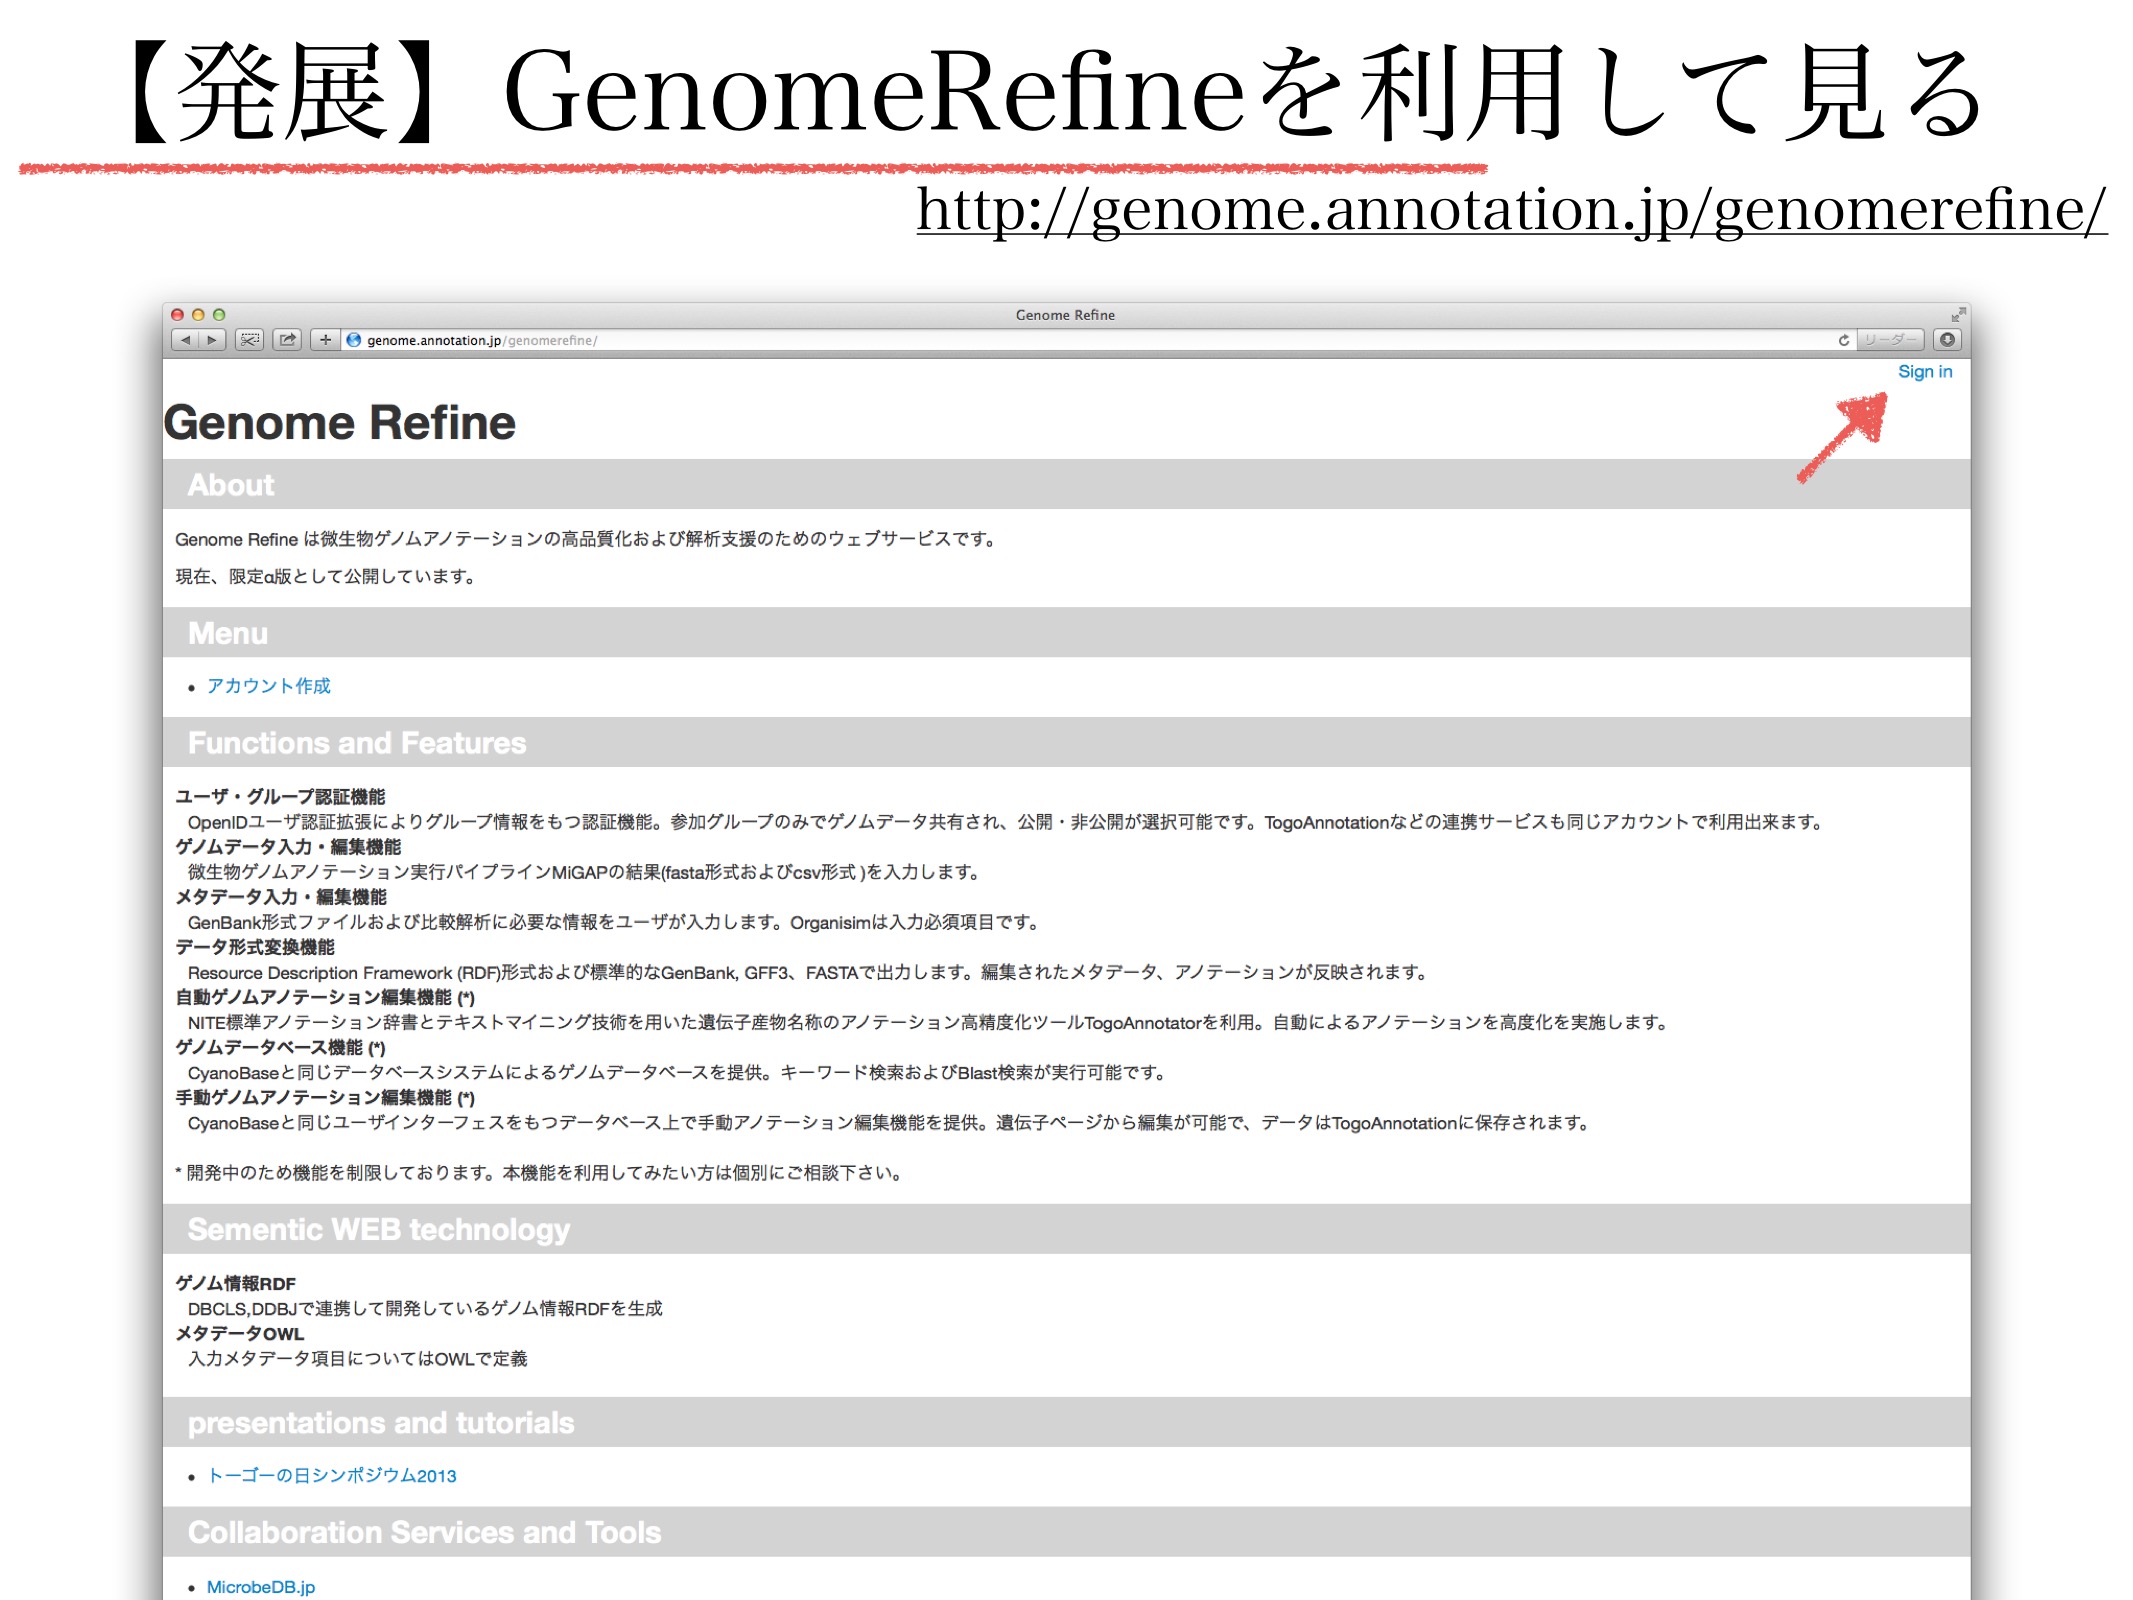 【発展】GenomeRefineを利用して見る
http://genome.annotation.jp/genomerefine/
Genome Refine
genome.annotation.jp/genomerefine/
リーダー
Sign in
Genome Refine
About
Genome Refine は微生物ゲノムアノテーションの高品質化および解析支援のためのウェブサービスです。
現在、限定α版として公開しています。
Menu
• アカウント作成
Functions and Features
ユーザ・グループ認証機能
OpenIDユーザ認証拡張によりグループ情報をもつ認証機能。参加グループのみでゲノムデータ共有され、公開・非公開が選択可能です。TogoAnnotationなどの連携サービスも同じアカウントで利用出来ます。
ゲノムデータ入力・編集機能
微生物ゲノムアノテーション実行パイプラインMiGAPの結果(fasta形式およびcsv形式 )を入力します。
メタデータ入力・編集機能
GenBank形式ファイルおよび比較解析に必要な情報をユーザが入力します。Organisimは入力必須項目です。
データ形式変換機能
Resource Description Framework (RDF)形式および標準的なGenBank, GFF3、FASTAで出力します。編集されたメタデータ、アノテーションが反映されます。
自動ゲノムアノテーション編集機能 (*)
NITE標準アノテーション辞書とテキストマイニング技術を用いた遺伝子産物名称のアノテーション高精度化ツールTogoAnnotatorを利用。自動によるアノテーションを高度化を実施します。
ゲノムデータベース機能 (*)
CyanoBaseと同じデータベースシステムによるゲノムデータベースを提供。キーワード検索およびBlast検索が実行可能です。
手動ゲノムアノテーション編集機能 (*)
CyanoBaseと同じユーザインターフェスをもつデータベース上で手動アノテーション編集機能を提供。遺伝子ページから編集が可能で、データはTogoAnnotationに保存されます。
* 開発中のため機能を制限しております。本機能を利用してみたい方は個別にご相談下さい。
Sementic WEB technology
ゲノム情報RDF
DBCLS,DDBJで連携して開発しているゲノム情報RDFを生成
メタデータOWL
入力メタデータ項目についてはOWLで定義
presentations and tutorials
• トーゴーの日シンポジウム2013
Collaboration Services and Tools
• MicrobeDB.jp